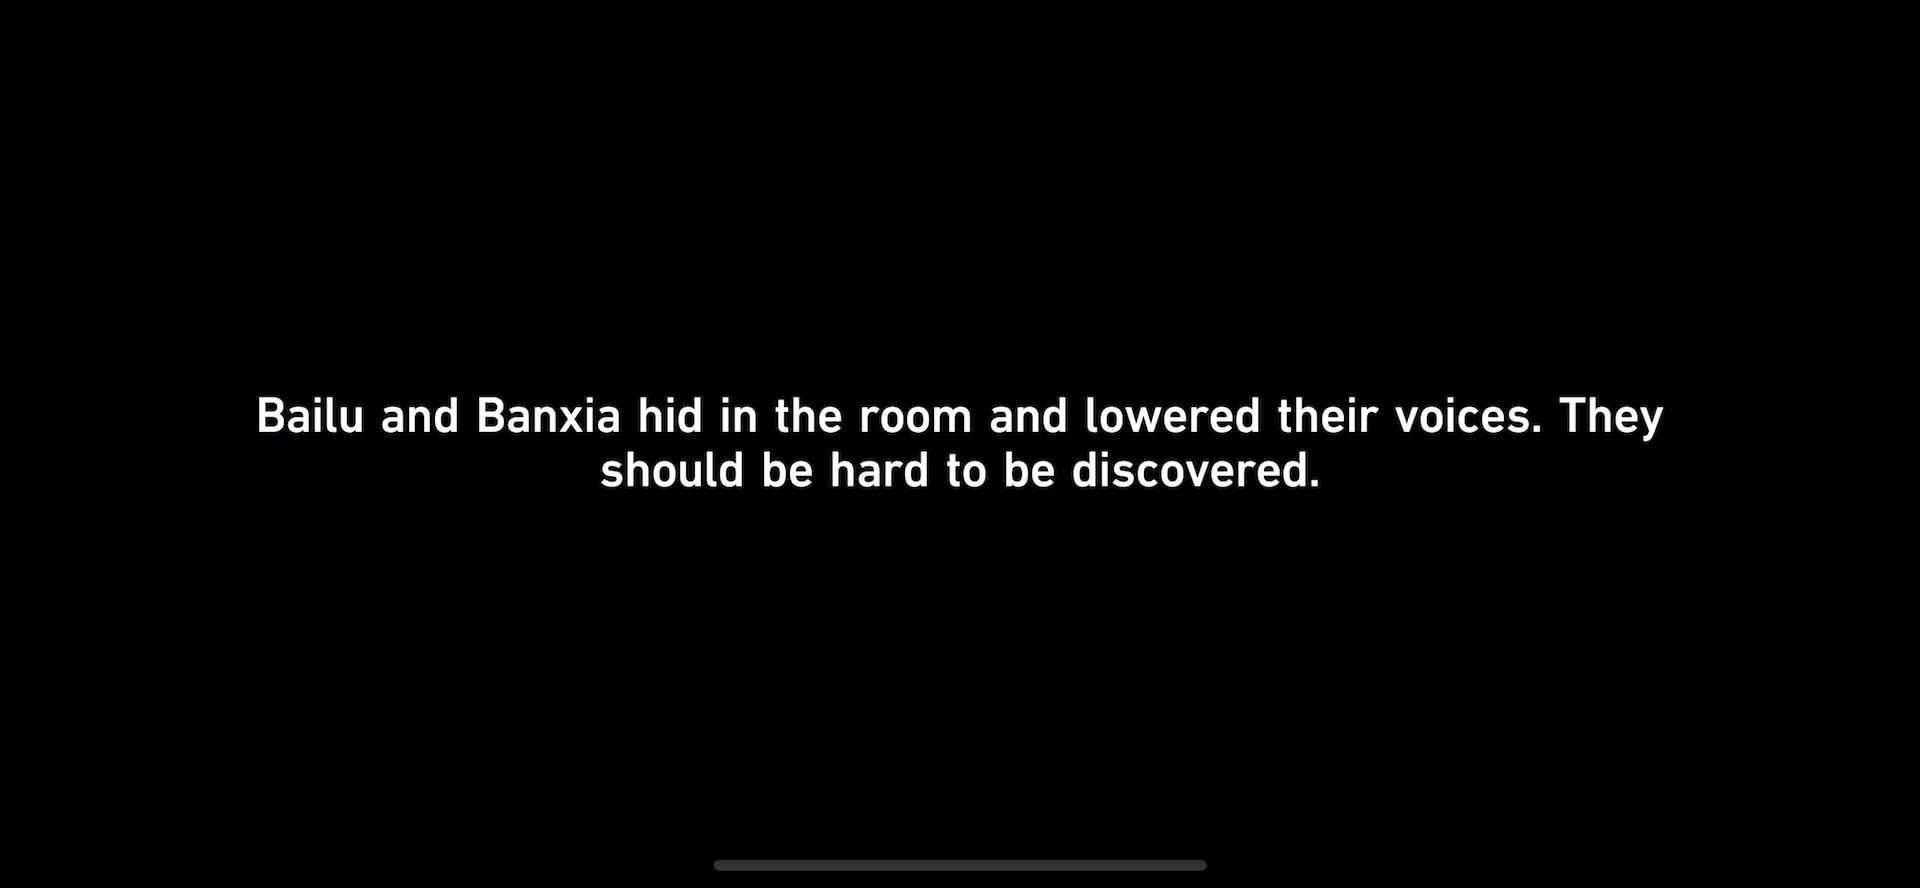 Bailu and Banxia hid in the room and lowered their voices. They
should be hard to be discovered.